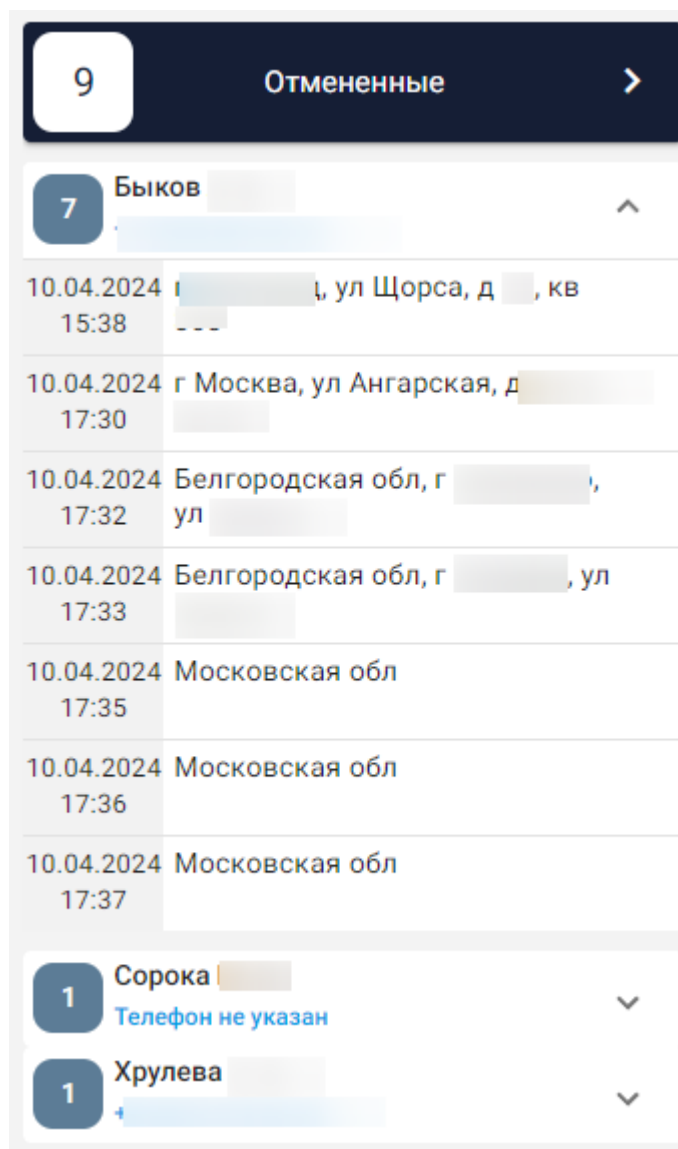 9 Отмененные
7 Быков
10.04.2024 ул Щорса, д , кв
15:38
10.04.2024 г Москва, ул Ангарская, д
17:30
10.04.2024 Белгородская обл, г ,
17:32 ул
10.04.2024 Белгородская обл, г , ул
17:33
10.04.2024 Московская обл
17:35
10.04.2024 Московская обл
17:36
10.04.2024 Московская обл
17:37
1 Сорока
Телефон не указан
1 Хрулева
+